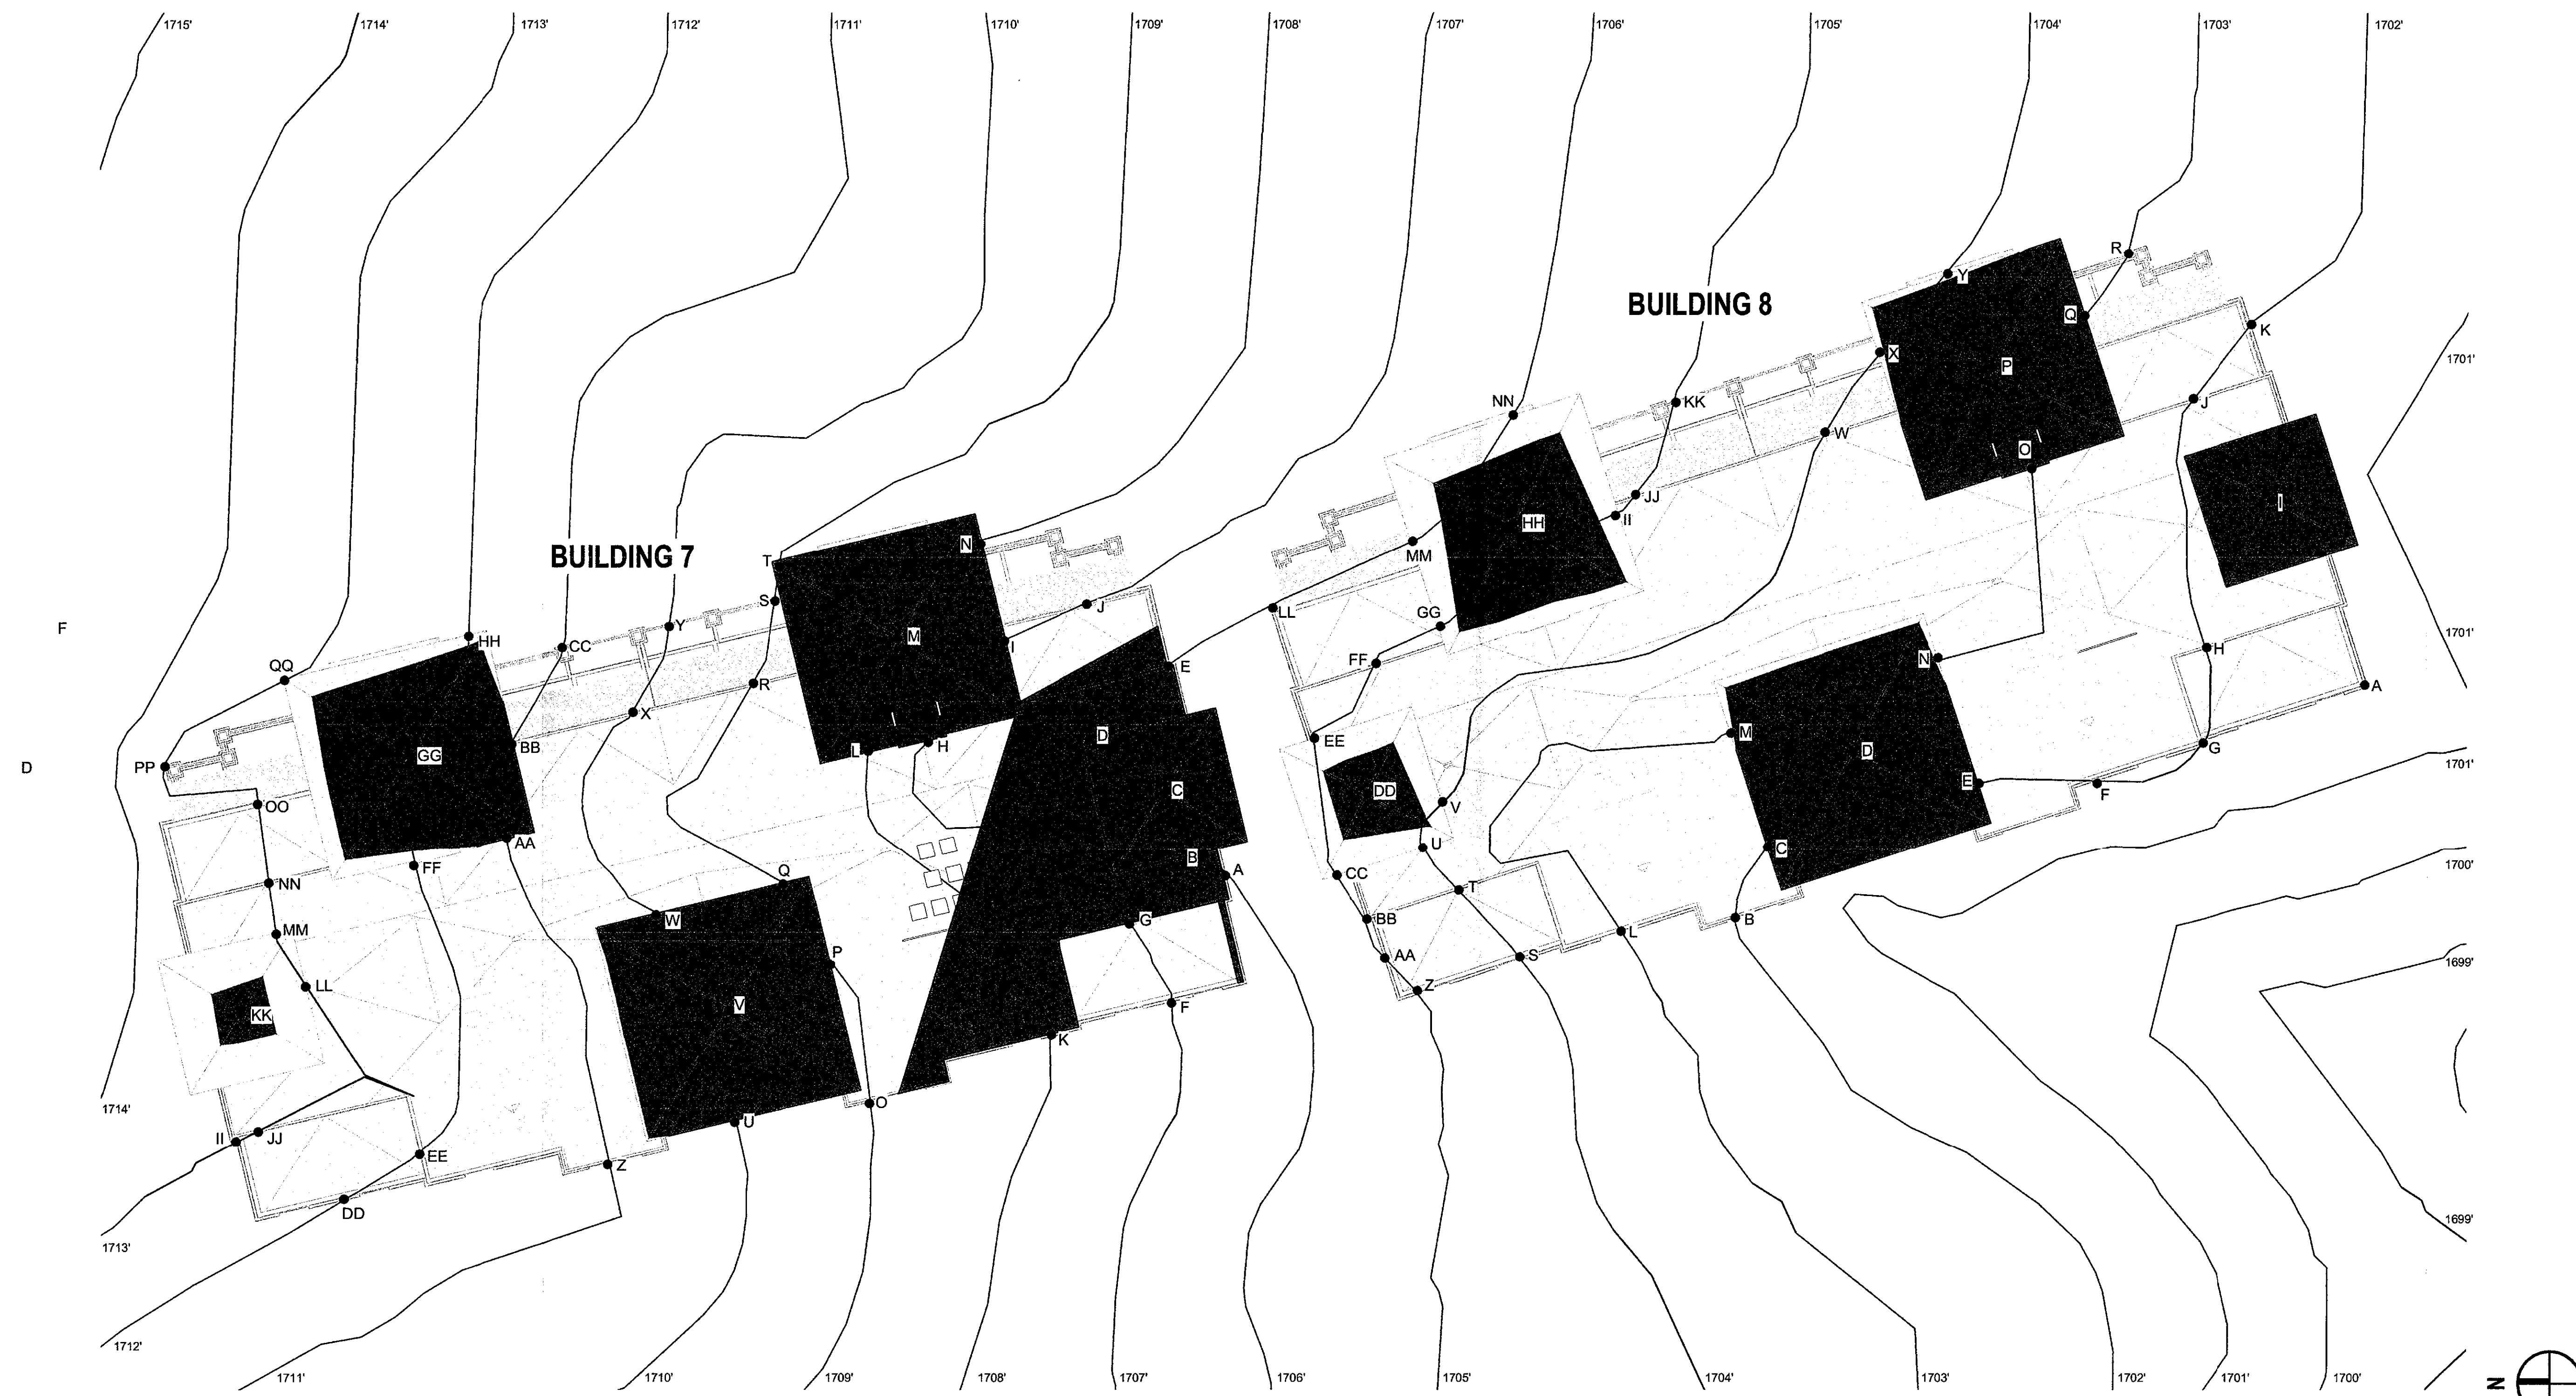 1715' 1714' 1713' 1712' 1711' 1710' 1709' 1708' 1707' 1706' 1705' 1704' 1703' 1702'
R
Y
K
BUILDING 8
Q
X
1701'
P
KK
J
NN
W
O
JJ
I
II
HH
N
MM
BUILDING 7
T
S
J
LL
GG
F
Y
M
1701'
HH
CC
I
H
FF
N
QQ
E
R
A
X
M
D
EE
BB
L
H
D
G
GG
1701'
D
PP
E
C
DD
F
OO
V
AA
U
C
B
1700'
FF
Q
A
CC
NN
T
W
G
BB
B
MM
L
P
AA
S
1699'
LL
Z
V
F
KK
K
O
1714'
U
II
JJ
EE
Z
DD
1699'
1713'
1712'
1711' 1710' 1709' 1708' 1707' 1706' 1705' 1704' 1703' 1702' 1701' 1700'
N